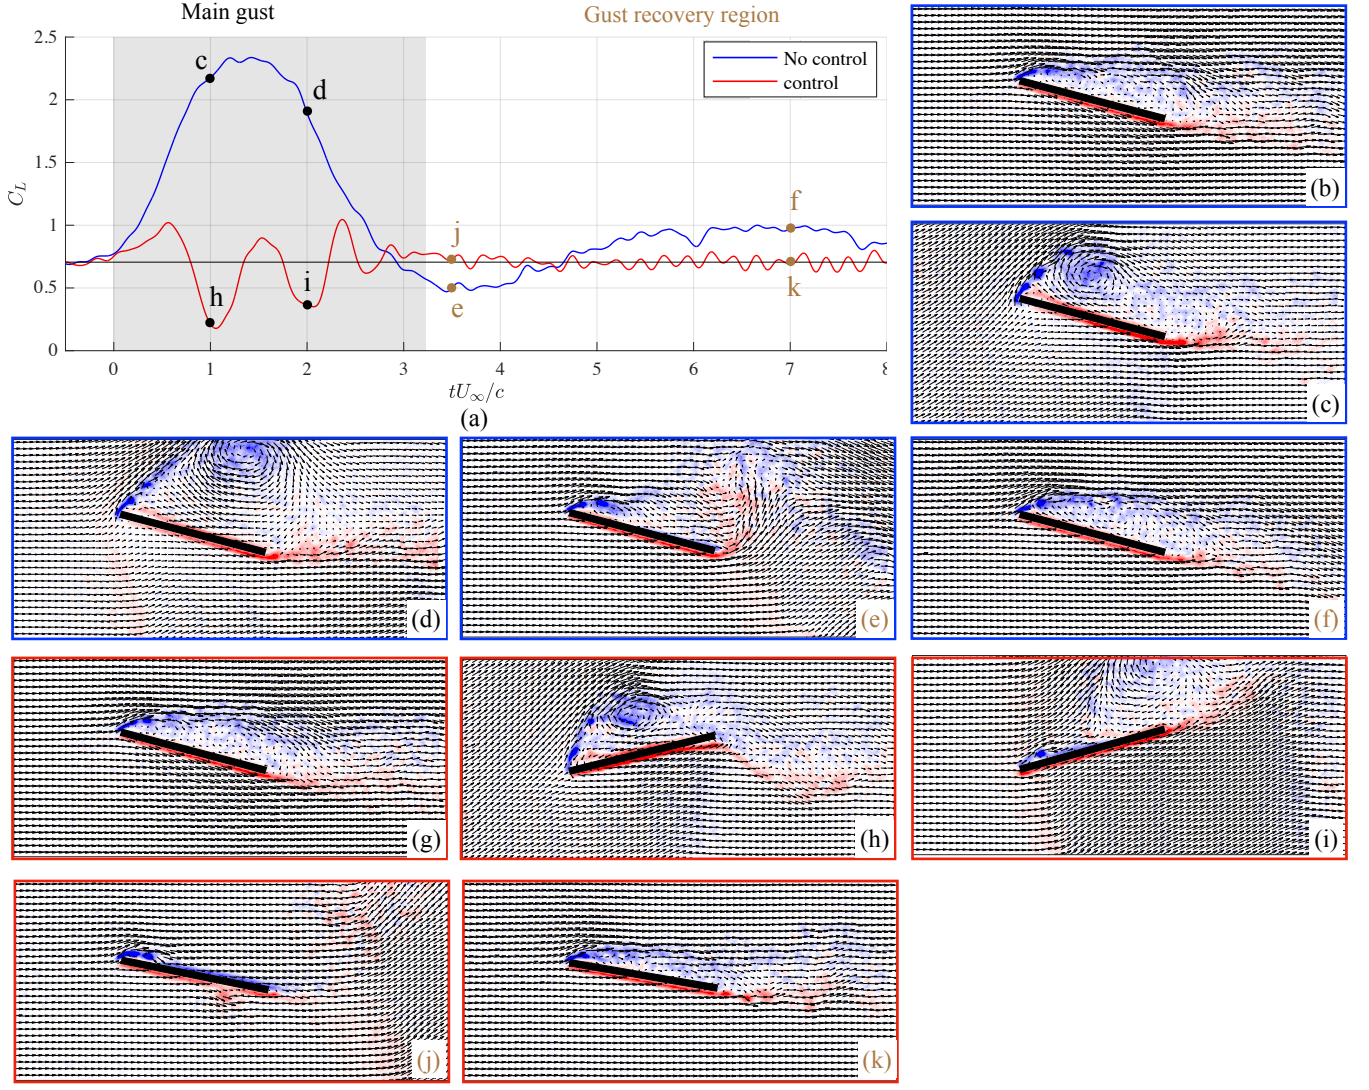 Main gust
Gust recovery region
2.5
2
1.5
1
0.5
0
C_L
c
d
h
i
j
e
f
k
No control
control
0 1 2 3 4 5 6 7 8
tU_∞/c
(a)
(b)
(c)
(d)
(e)
(f)
(g)
(h)
(i)
(j)
(k)